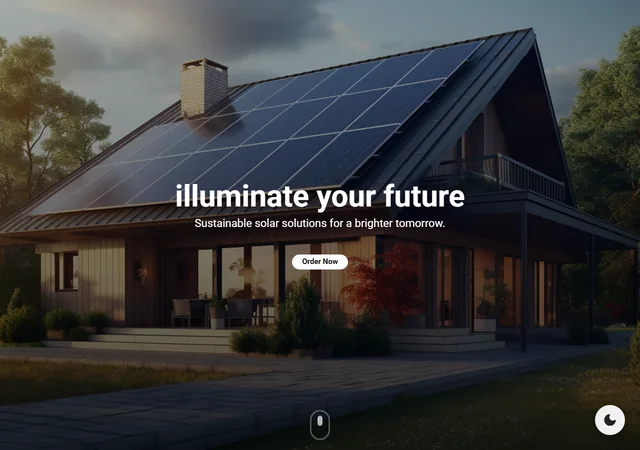 illuminate your future
Sustainable solar solutions for a brighter tomorrow.
Order Now